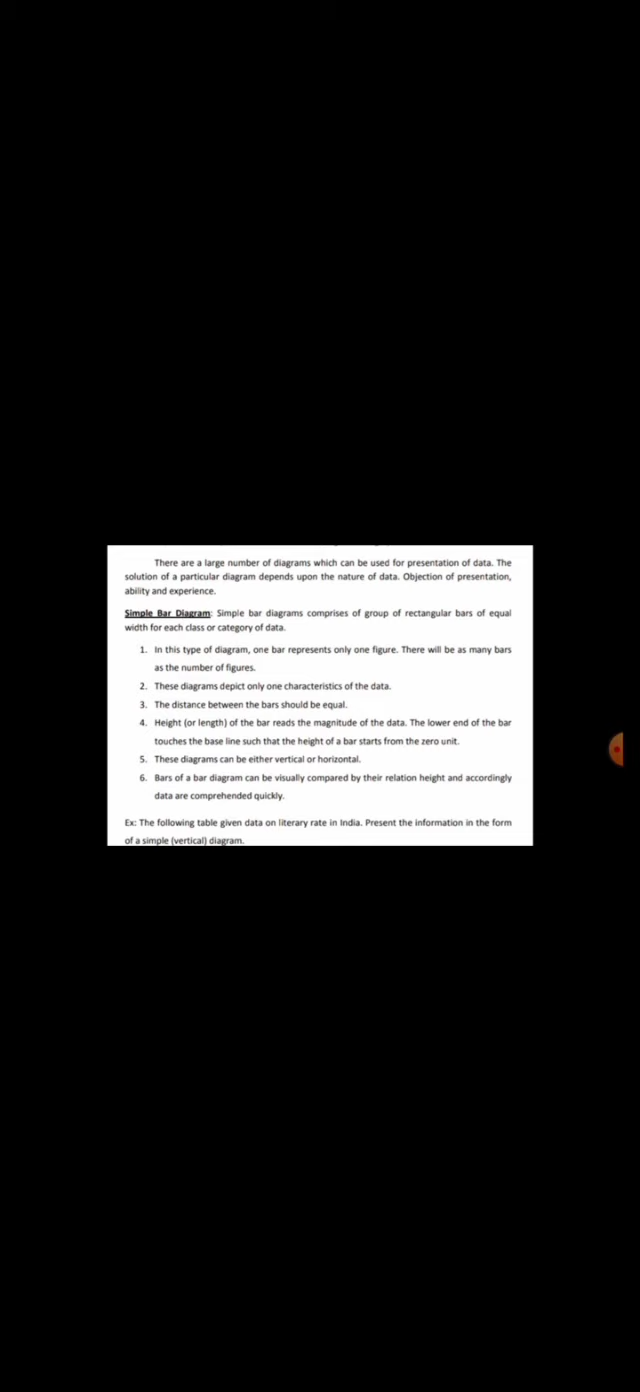 There are a large number of diagrams which can be used for presentation of data. The
solution of a particular diagram depends upon the nature of data. Objection of presentation,
ability and experience.
Simple Bar Diagram: Simple bar diagrams comprises of group of rectangular bars of equal
width for each class or category of data.
1. In this type of diagram, one bar represents only one figure. There will be as many bars
as the number of figures.
2. These diagrams depict only one characteristics of the data.
3. The distance between the bars should be equal.
4. Height (or length) of the bar reads the magnitude of the data. The lower end of the bar
touches the base line such that the height of a bar starts from the zero unit.
5. These diagrams can be either vertical or horizontal.
6. Bars of a bar diagram can be visually compared by their relation height and accordingly
data are comprehended quickly.
Ex: The following table given data on literary rate in India. Present the information in the form
of a simple (vertical) diagram.